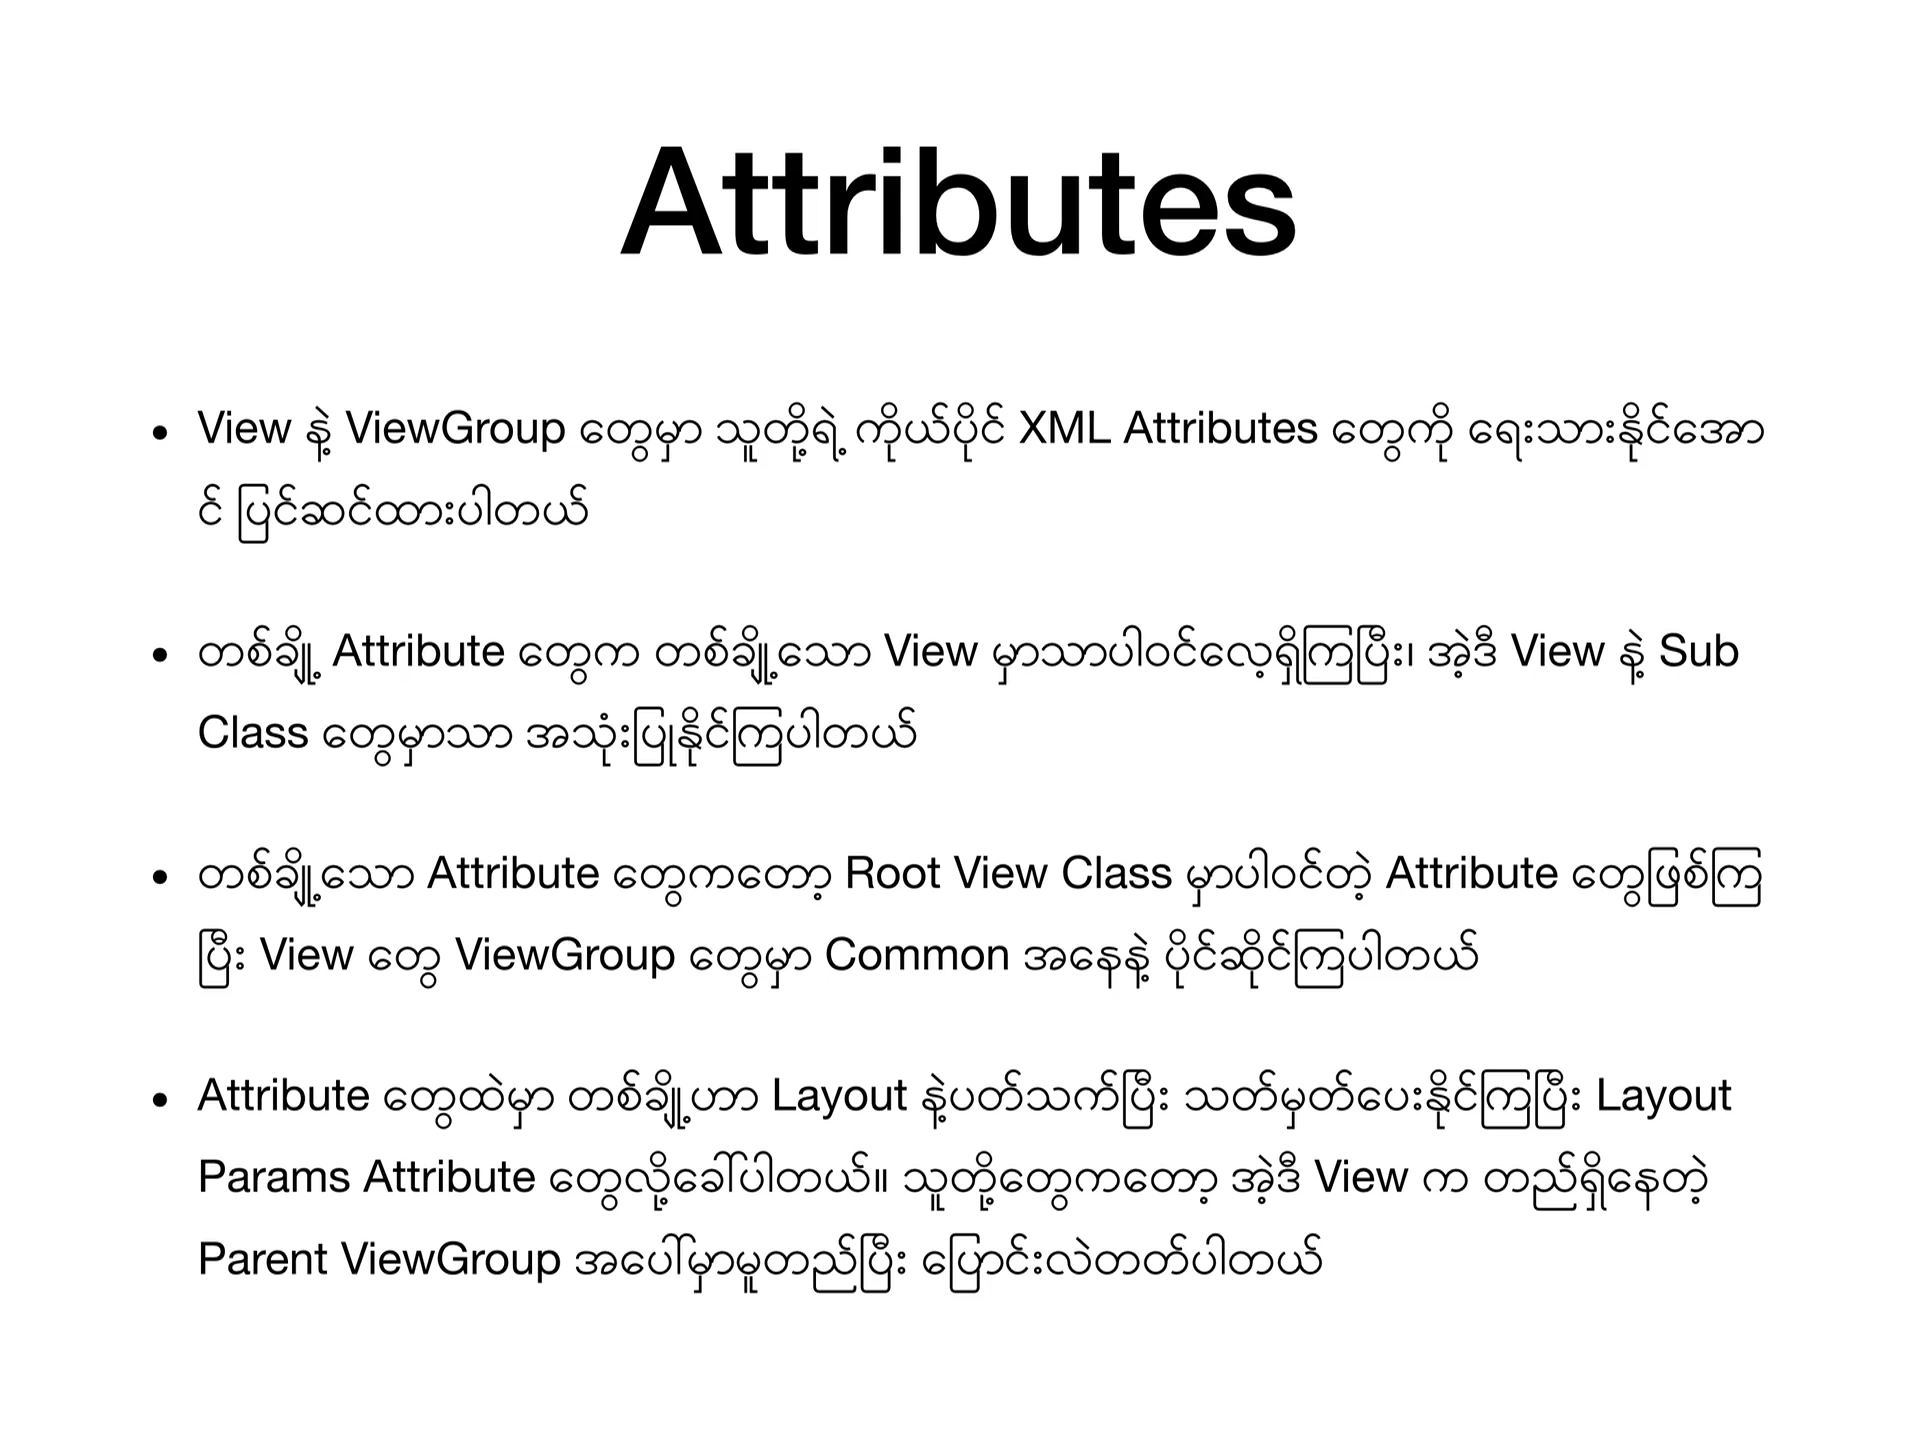 Attributes
• View နဲ့ ViewGroup တွေမှာ သူတို့ရဲ့ ကိုယ်ပိုင် XML Attributes တွေကို ရေးသားနိုင်အော
င် ပြင်ဆင်ထားပါတယ်
• တစ်ချို့ Attribute တွေက တစ်ချို့သော View မှာသာပါဝင်လေ့ရှိကြပြီး၊ အဲ့ဒီ View နဲ့ Sub
Class တွေမှာသာ အသုံးပြုနိုင်ကြပါတယ်
• တစ်ချို့သော Attribute တွေကတော့ Root View Class မှာပါဝင်တဲ့ Attribute တွေဖြစ်ကြ
ပြီး View တွေ ViewGroup တွေမှာ Common အနေနဲ့ ပိုင်ဆိုင်ကြပါတယ်
• Attribute တွေထဲမှာ တစ်ချို့ဟာ Layout နဲ့ပတ်သက်ပြီး သတ်မှတ်ပေးနိုင်ကြပြီး Layout
Params Attribute တွေလို့ခေါ်ပါတယ်။ သူတို့တွေကတော့ အဲ့ဒီ View က တည်ရှိနေတဲ့
Parent ViewGroup အပေါ်မှာမူတည်ပြီး ပြောင်းလဲတတ်ပါတယ်